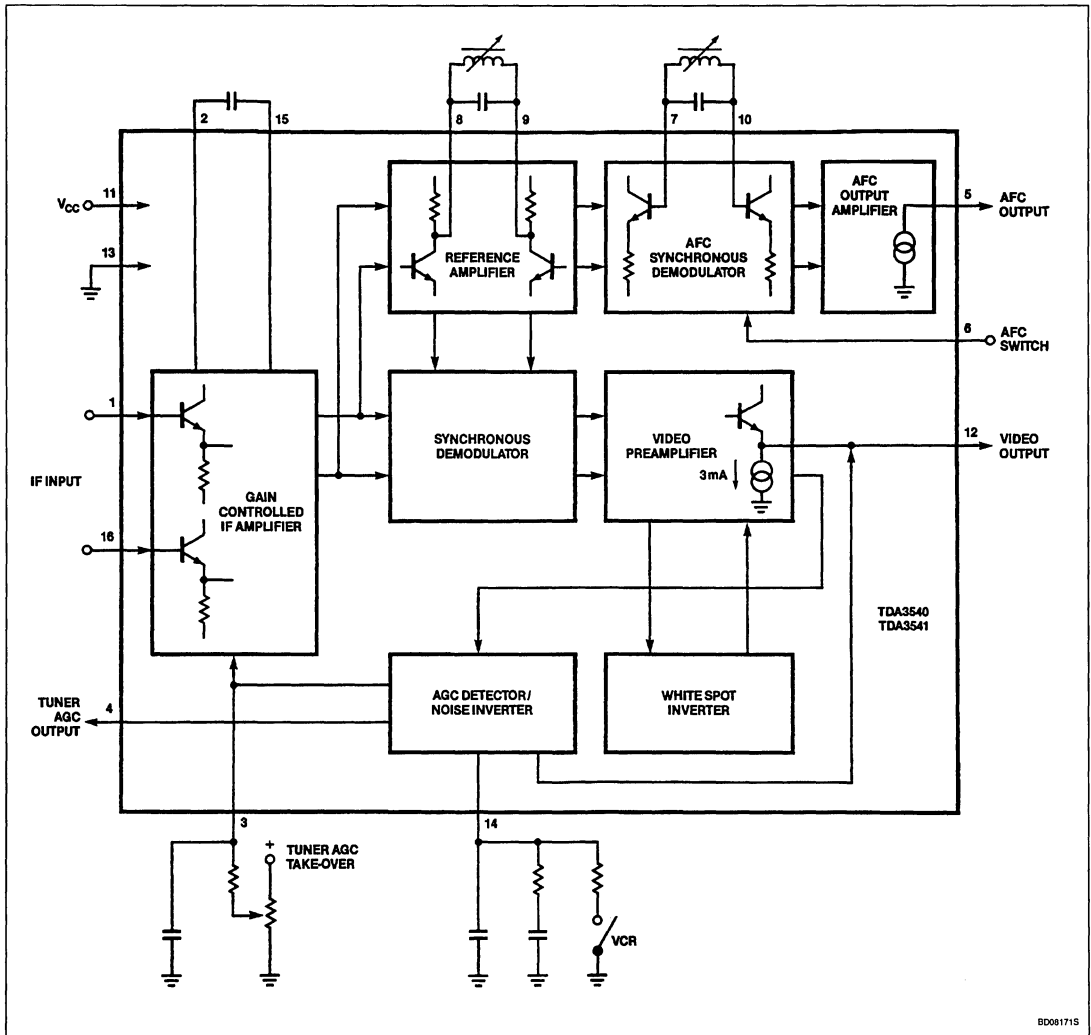 2
15
8
9
7
10
V_CC
11
13
REFERENCE
AMPLIFIER
AFC
SYNCHRONOUS
DEMODULATOR
AFC
OUTPUT
AMPLIFIER
5
AFC
OUTPUT
6
AFC
SWITCH
1
IF INPUT
16
GAIN
CONTROLLED
IF AMPLIFIER
SYNCHRONOUS
DEMODULATOR
VIDEO
PREAMPLIFIER
3mA
12
VIDEO
OUTPUT
TDA3540
TDA3541
TUNER
AGC
OUTPUT
4
AGC DETECTOR/
NOISE INVERTER
WHITE SPOT
INVERTER
3
14
+
TUNER AGC
TAKE-OVER
VCR
BD08171S